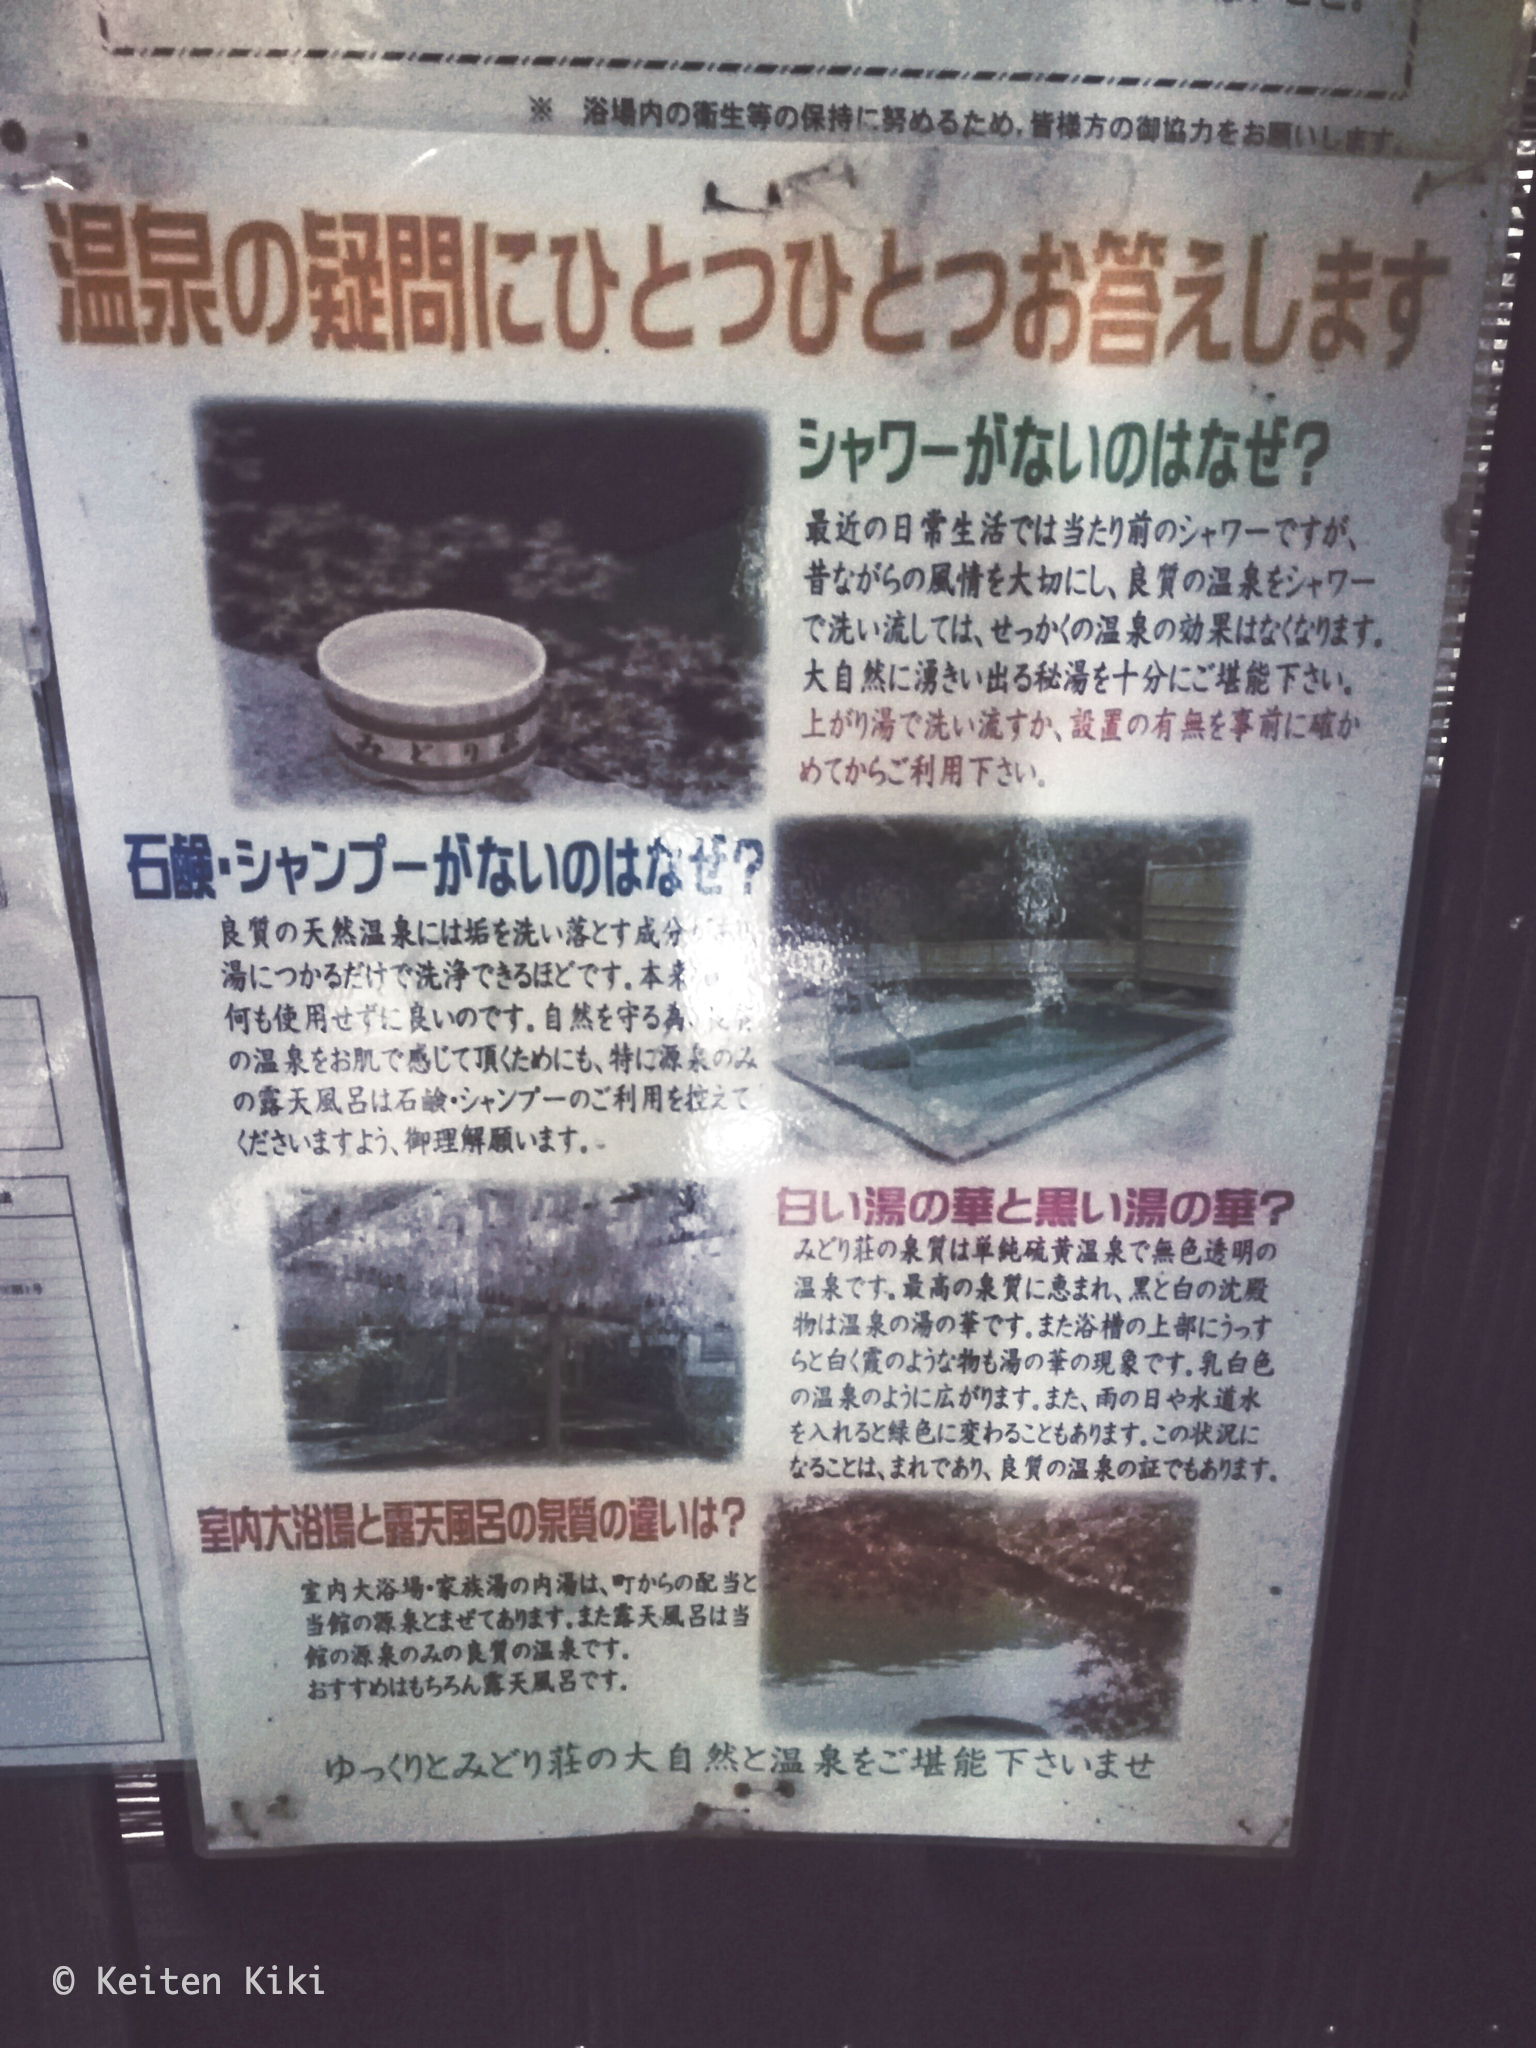 ※ 浴場内の衛生等の保持に努めるため、皆様方の御協力をお願いします。
温泉の疑問にひとつひとつお答えします
シャワーがないのはなぜ?
最近の日常生活では当たり前のシャワーですが、
昔ながらの風情を大切にし、良質の温泉をシャワー
で洗い流しては、せっかくの温泉の効果はなくなります。
大自然に湧きい出る秘湯を十分にご堪能下さい。
上がり湯で洗い流すか、設置の有無を事前に確か
めてからご利用下さい。
みどり
石鹸・シャンプーがないのはなぜ?
良質の天然温泉には垢を洗い落とす成分が
湯につかるだけで洗浄できるほどです。本来
何も使用せずに良いのです。自然を守る為、
の温泉をお肌で感じて頂くためにも、特に源泉のみ
の露天風呂は石鹸・シャンプーのご利用を控えて
くださいますよう、御理解願います。
白い湯の華と黒い湯の華?
みどり荘の泉質は単純硫黄温泉で無色透明の
温泉です。最高の泉質に恵まれ、黒と白の沈殿
物は温泉の湯の華です。また浴槽の上部にうっす
らと白く霞のような物も湯の華の現象です。乳白色
の温泉のように広がります。また、雨の日や水道水
を入れると緑色に変わることもあります。この状況に
なることは、まれであり、良質の温泉の証でもあります。
室内大浴場と露天風呂の泉質の違いは?
室内大浴場・家族湯の内湯は、町からの配当と
当館の源泉とまぜてあります。また露天風呂は当
館の源泉のみの良質の温泉です。
おすすめはもちろん露天風呂です。
ゆっくりとみどり荘の大自然と温泉をご堪能下さいませ
© Keiten Kiki